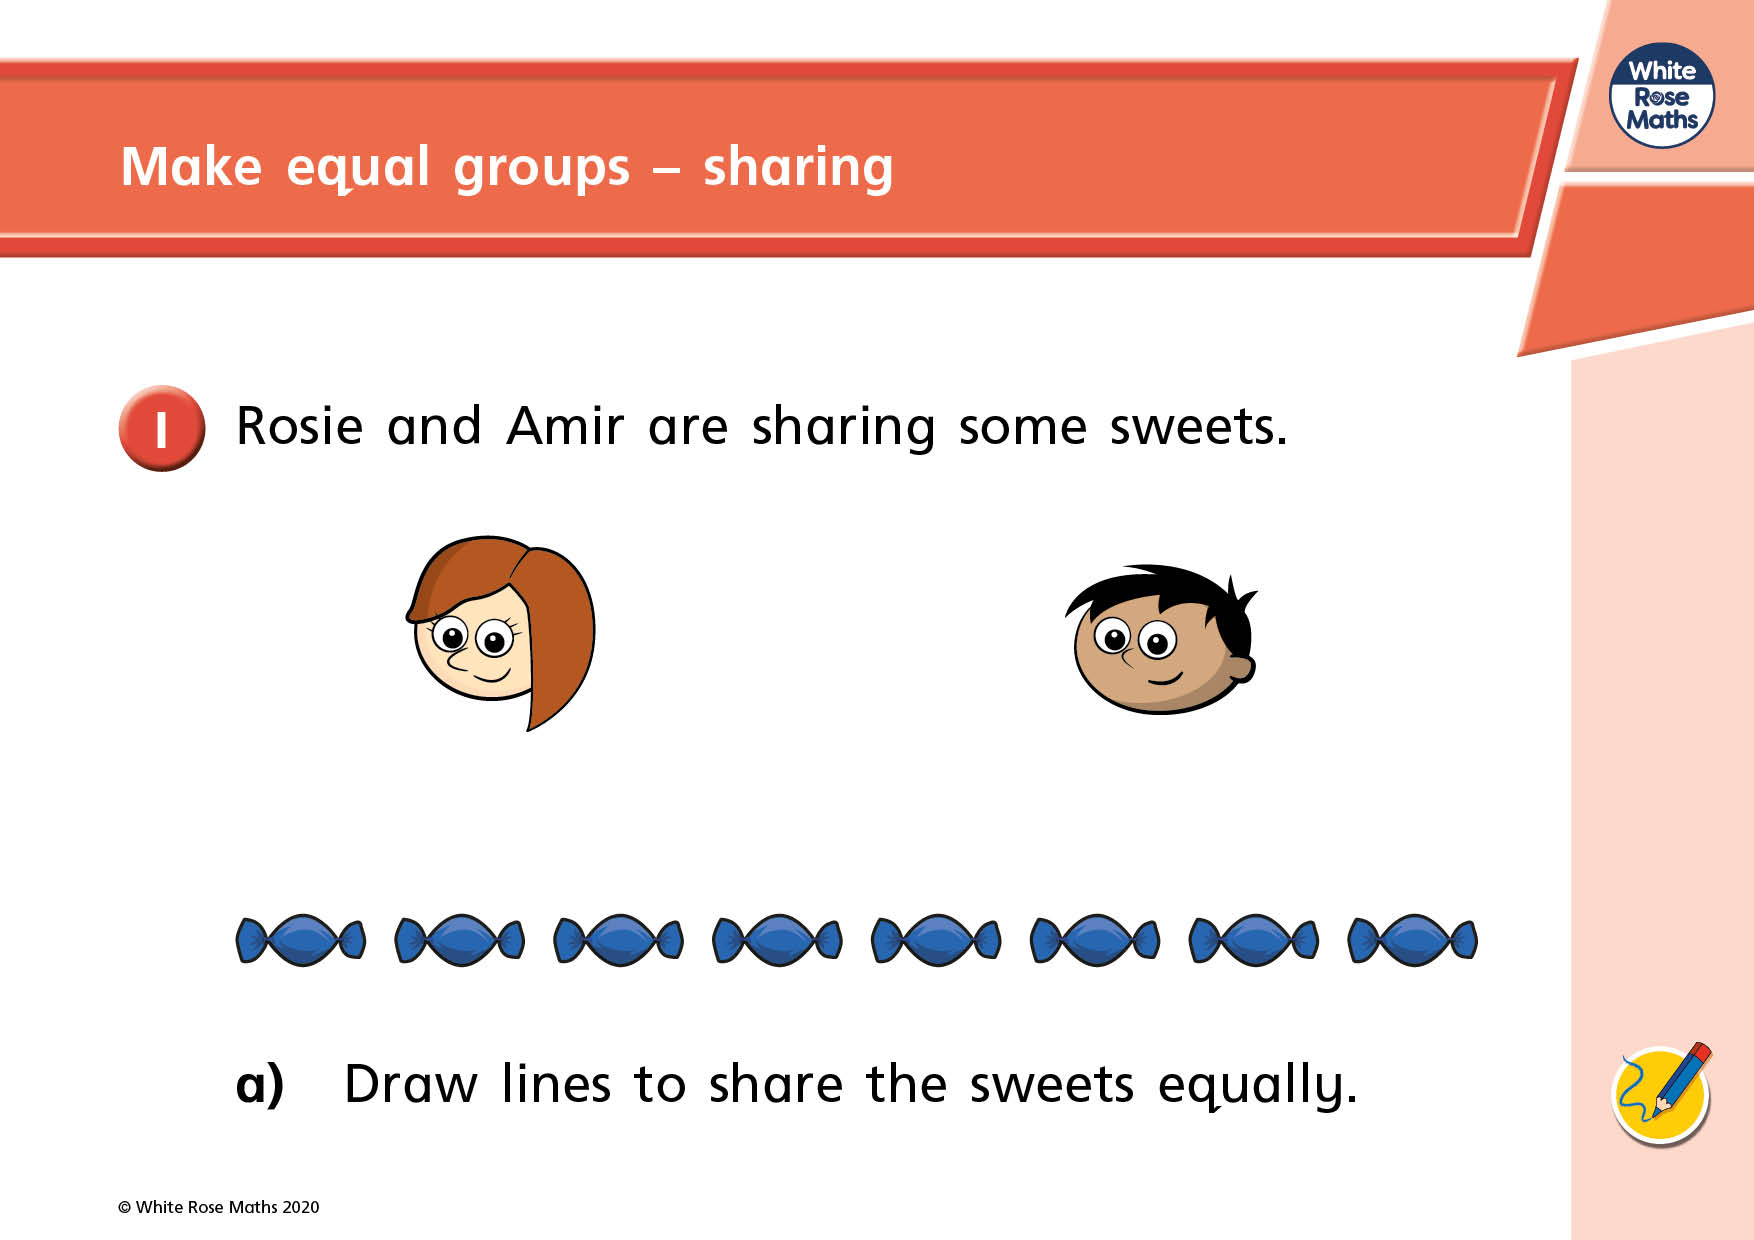 White
Rose
Maths
Make equal groups – sharing
1 Rosie and Amir are sharing some sweets.
a) Draw lines to share the sweets equally.
© White Rose Maths 2020